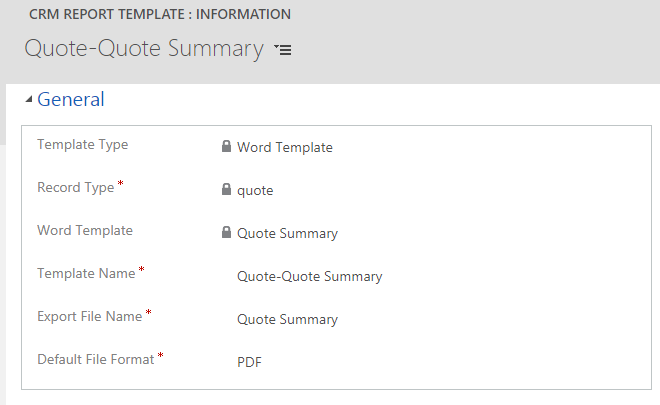 CRM REPORT TEMPLATE : INFORMATION
Quote-Quote Summary
General
Template Type Word Template
Record Type * quote
Word Template Quote Summary
Template Name * Quote-Quote Summary
Export File Name * Quote Summary
Default File Format * PDF